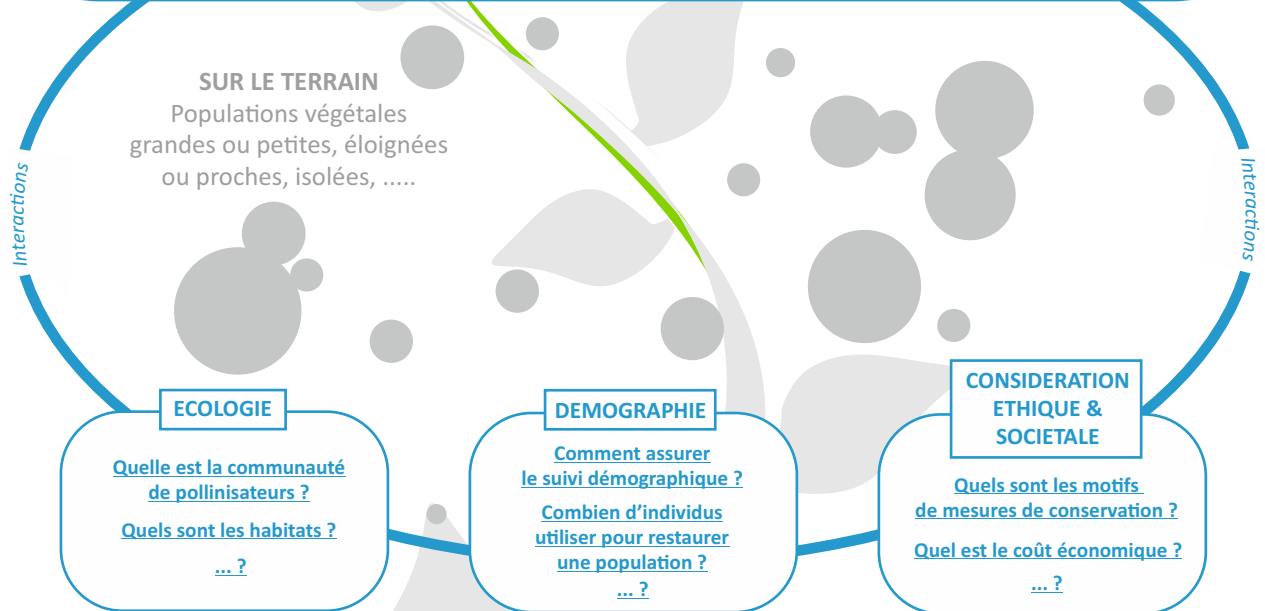 SUR LE TERRAIN
Populations végétales
grandes ou petites, éloignées
ou proches, isolées, .....
Interactions
Interactions
ECOLOGIE
Quelle est la communauté
de pollinisateurs ?
Quels sont les habitats ?
... ?
DEMOGRAPHIE
Comment assurer
le suivi démographique ?
Combien d’individus
utiliser pour restaurer
une population ?
... ?
CONSIDERATION
ETHIQUE &
SOCIETALE
Quels sont les motifs
de mesures de conservation ?
Quel est le coût économique ?
... ?